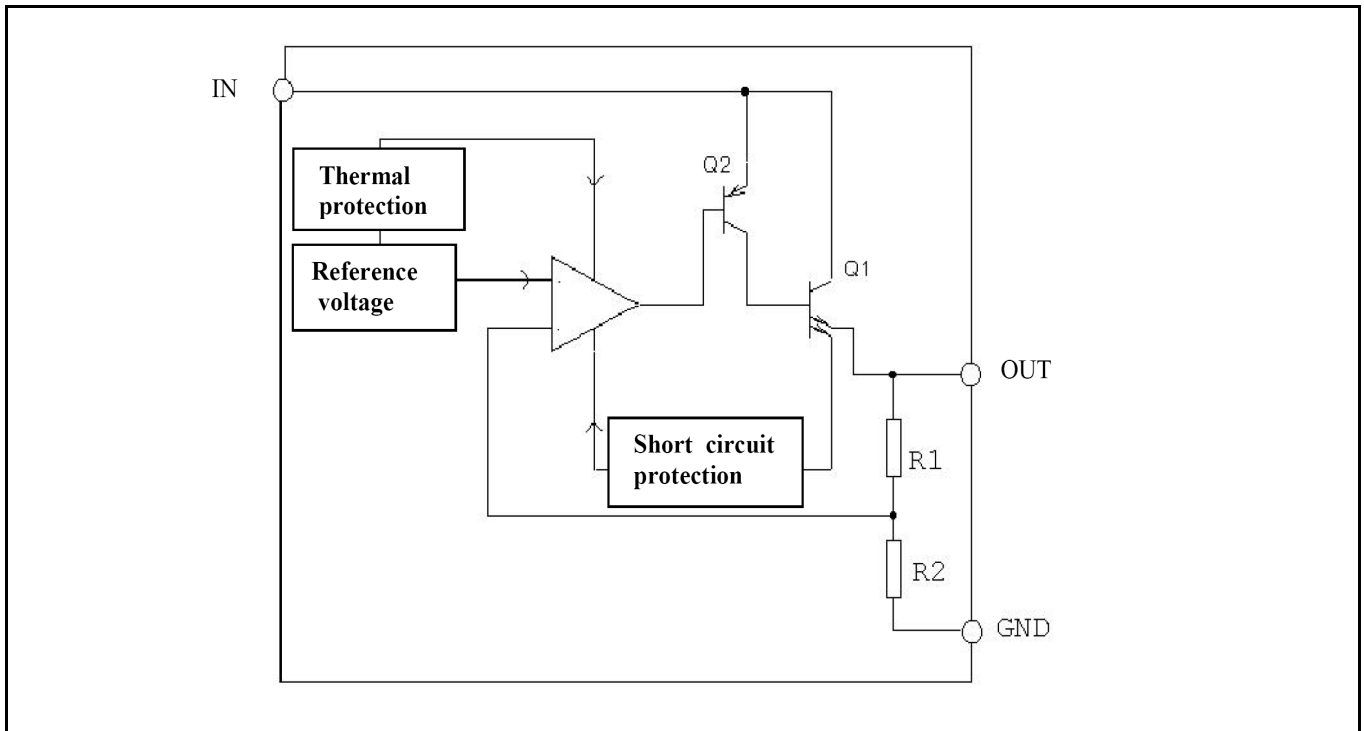 IN
Thermal
protection
Q2
Reference
voltage
Q1
OUT
Short circuit
protection
R1
R2
GND